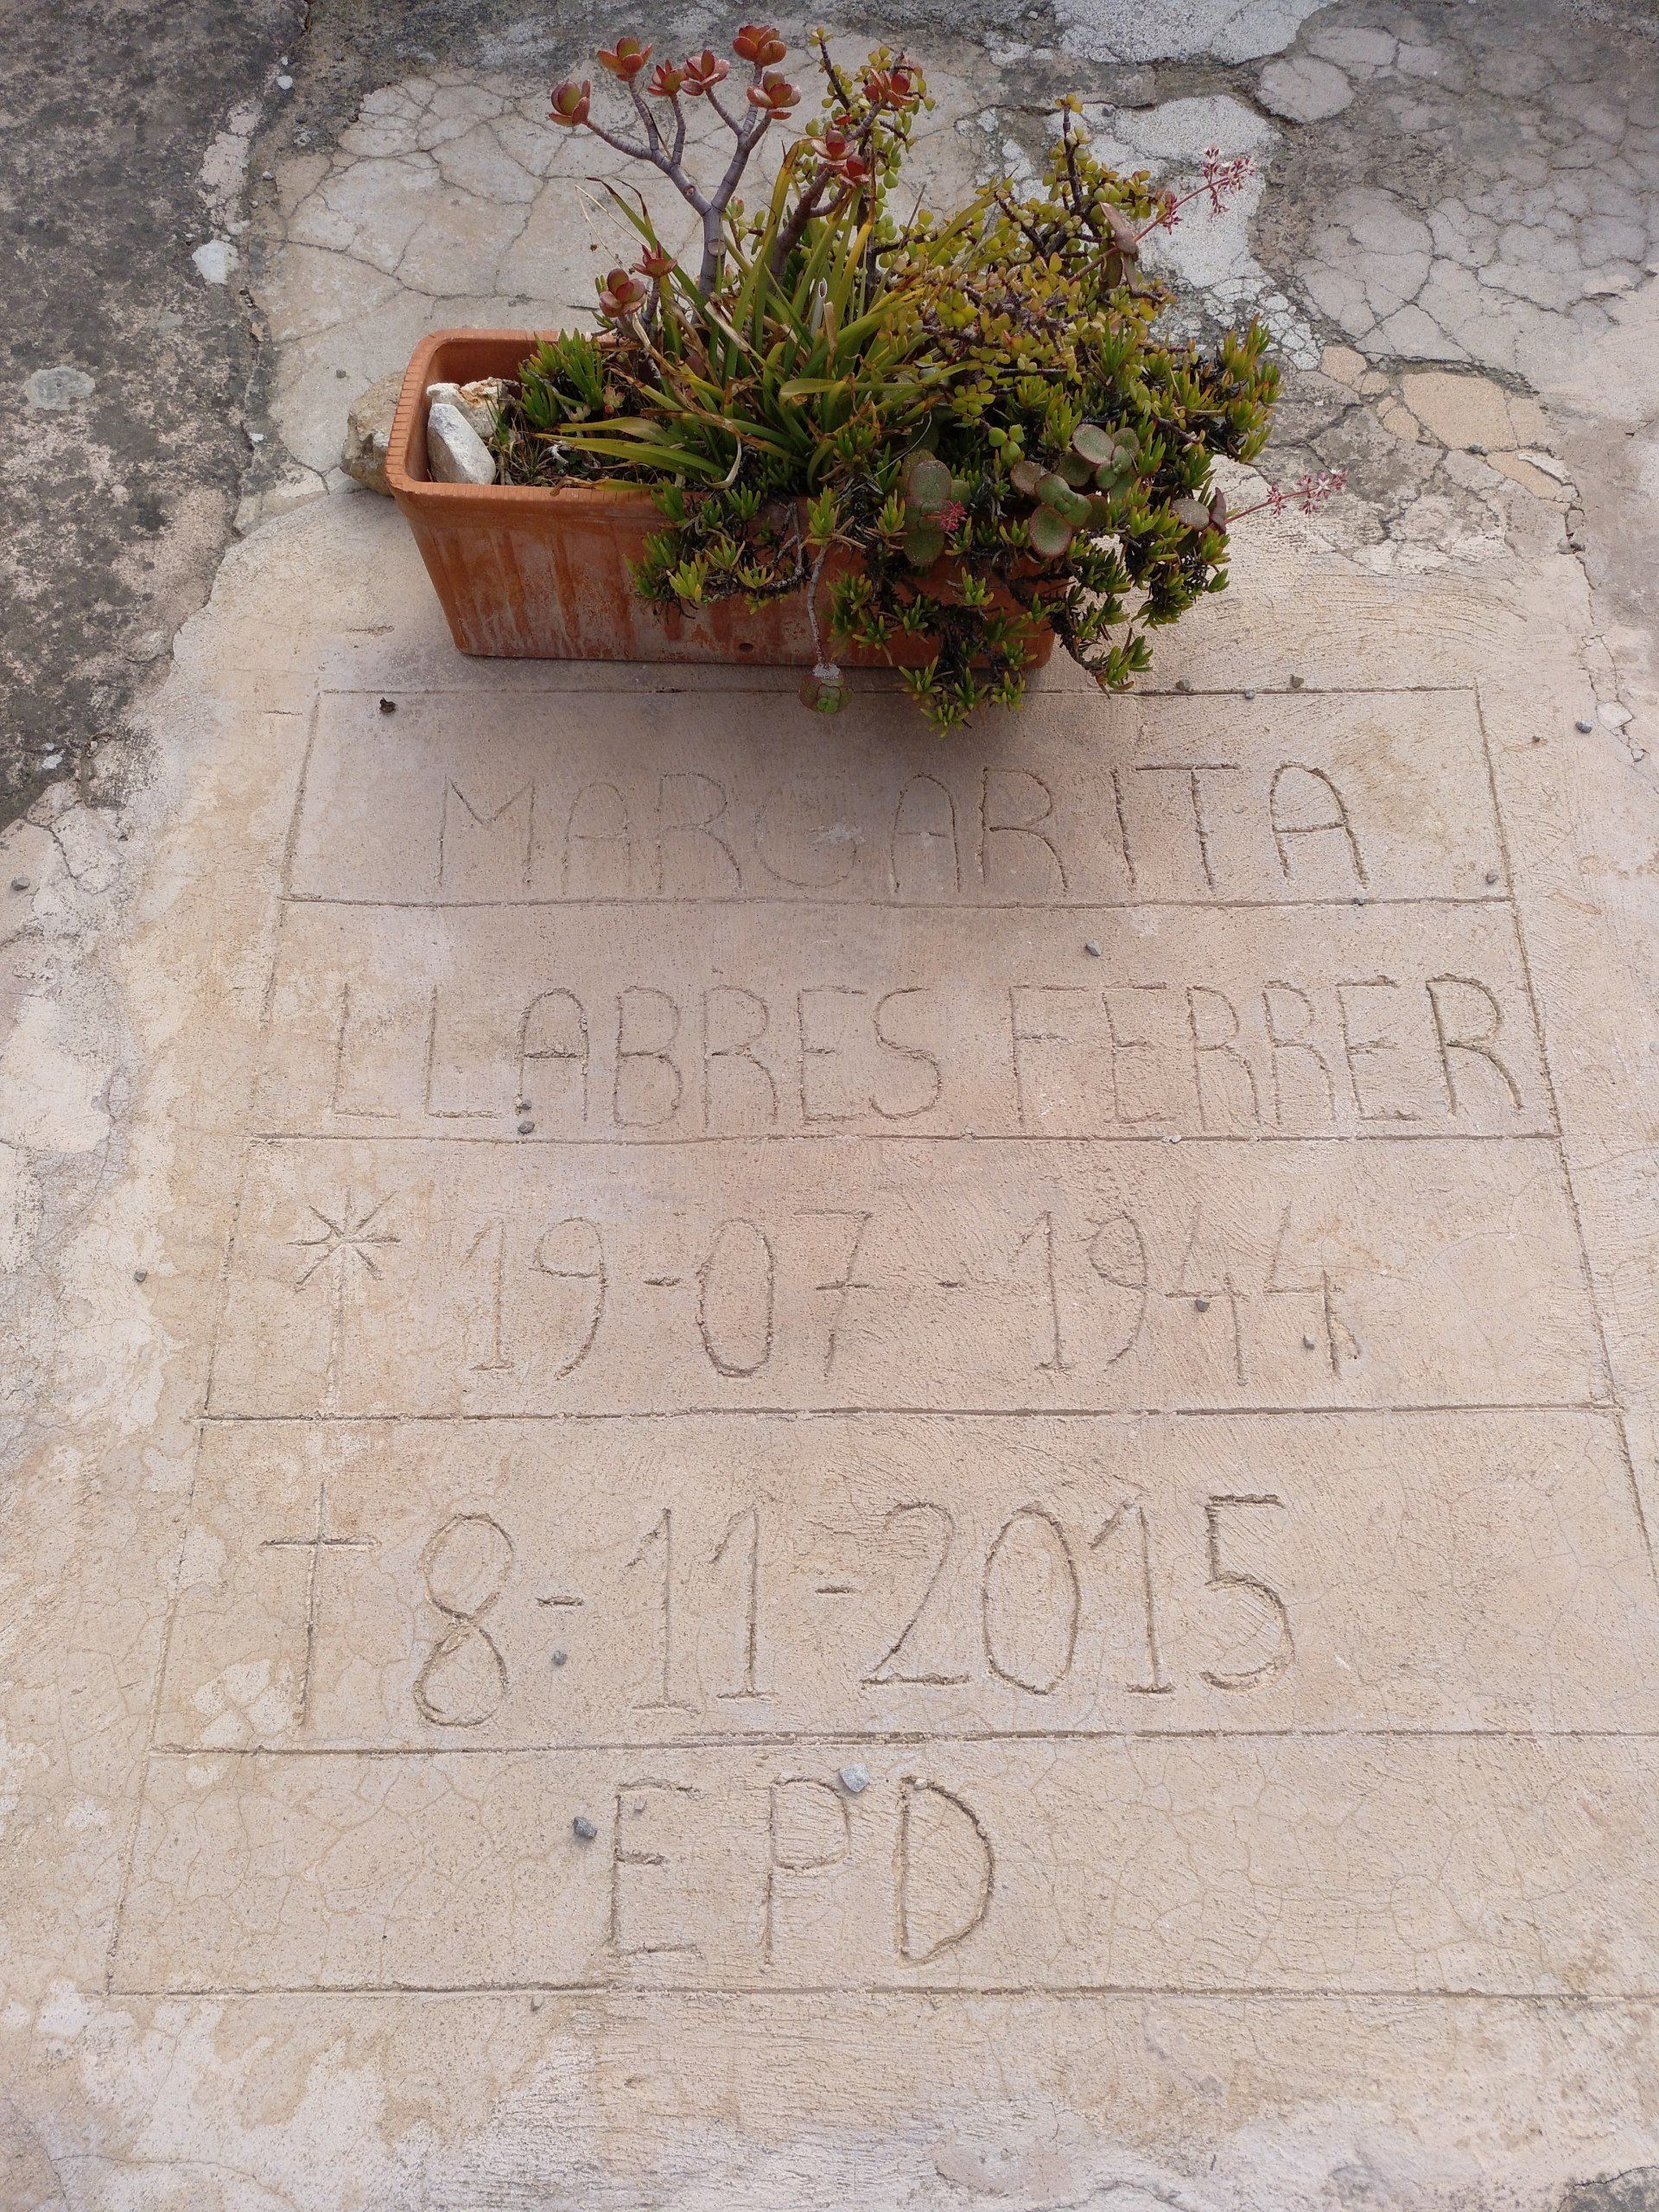 MARGARITA
LLABRES FERRER
* 19-07-1944
† 8-11-2015
EPD